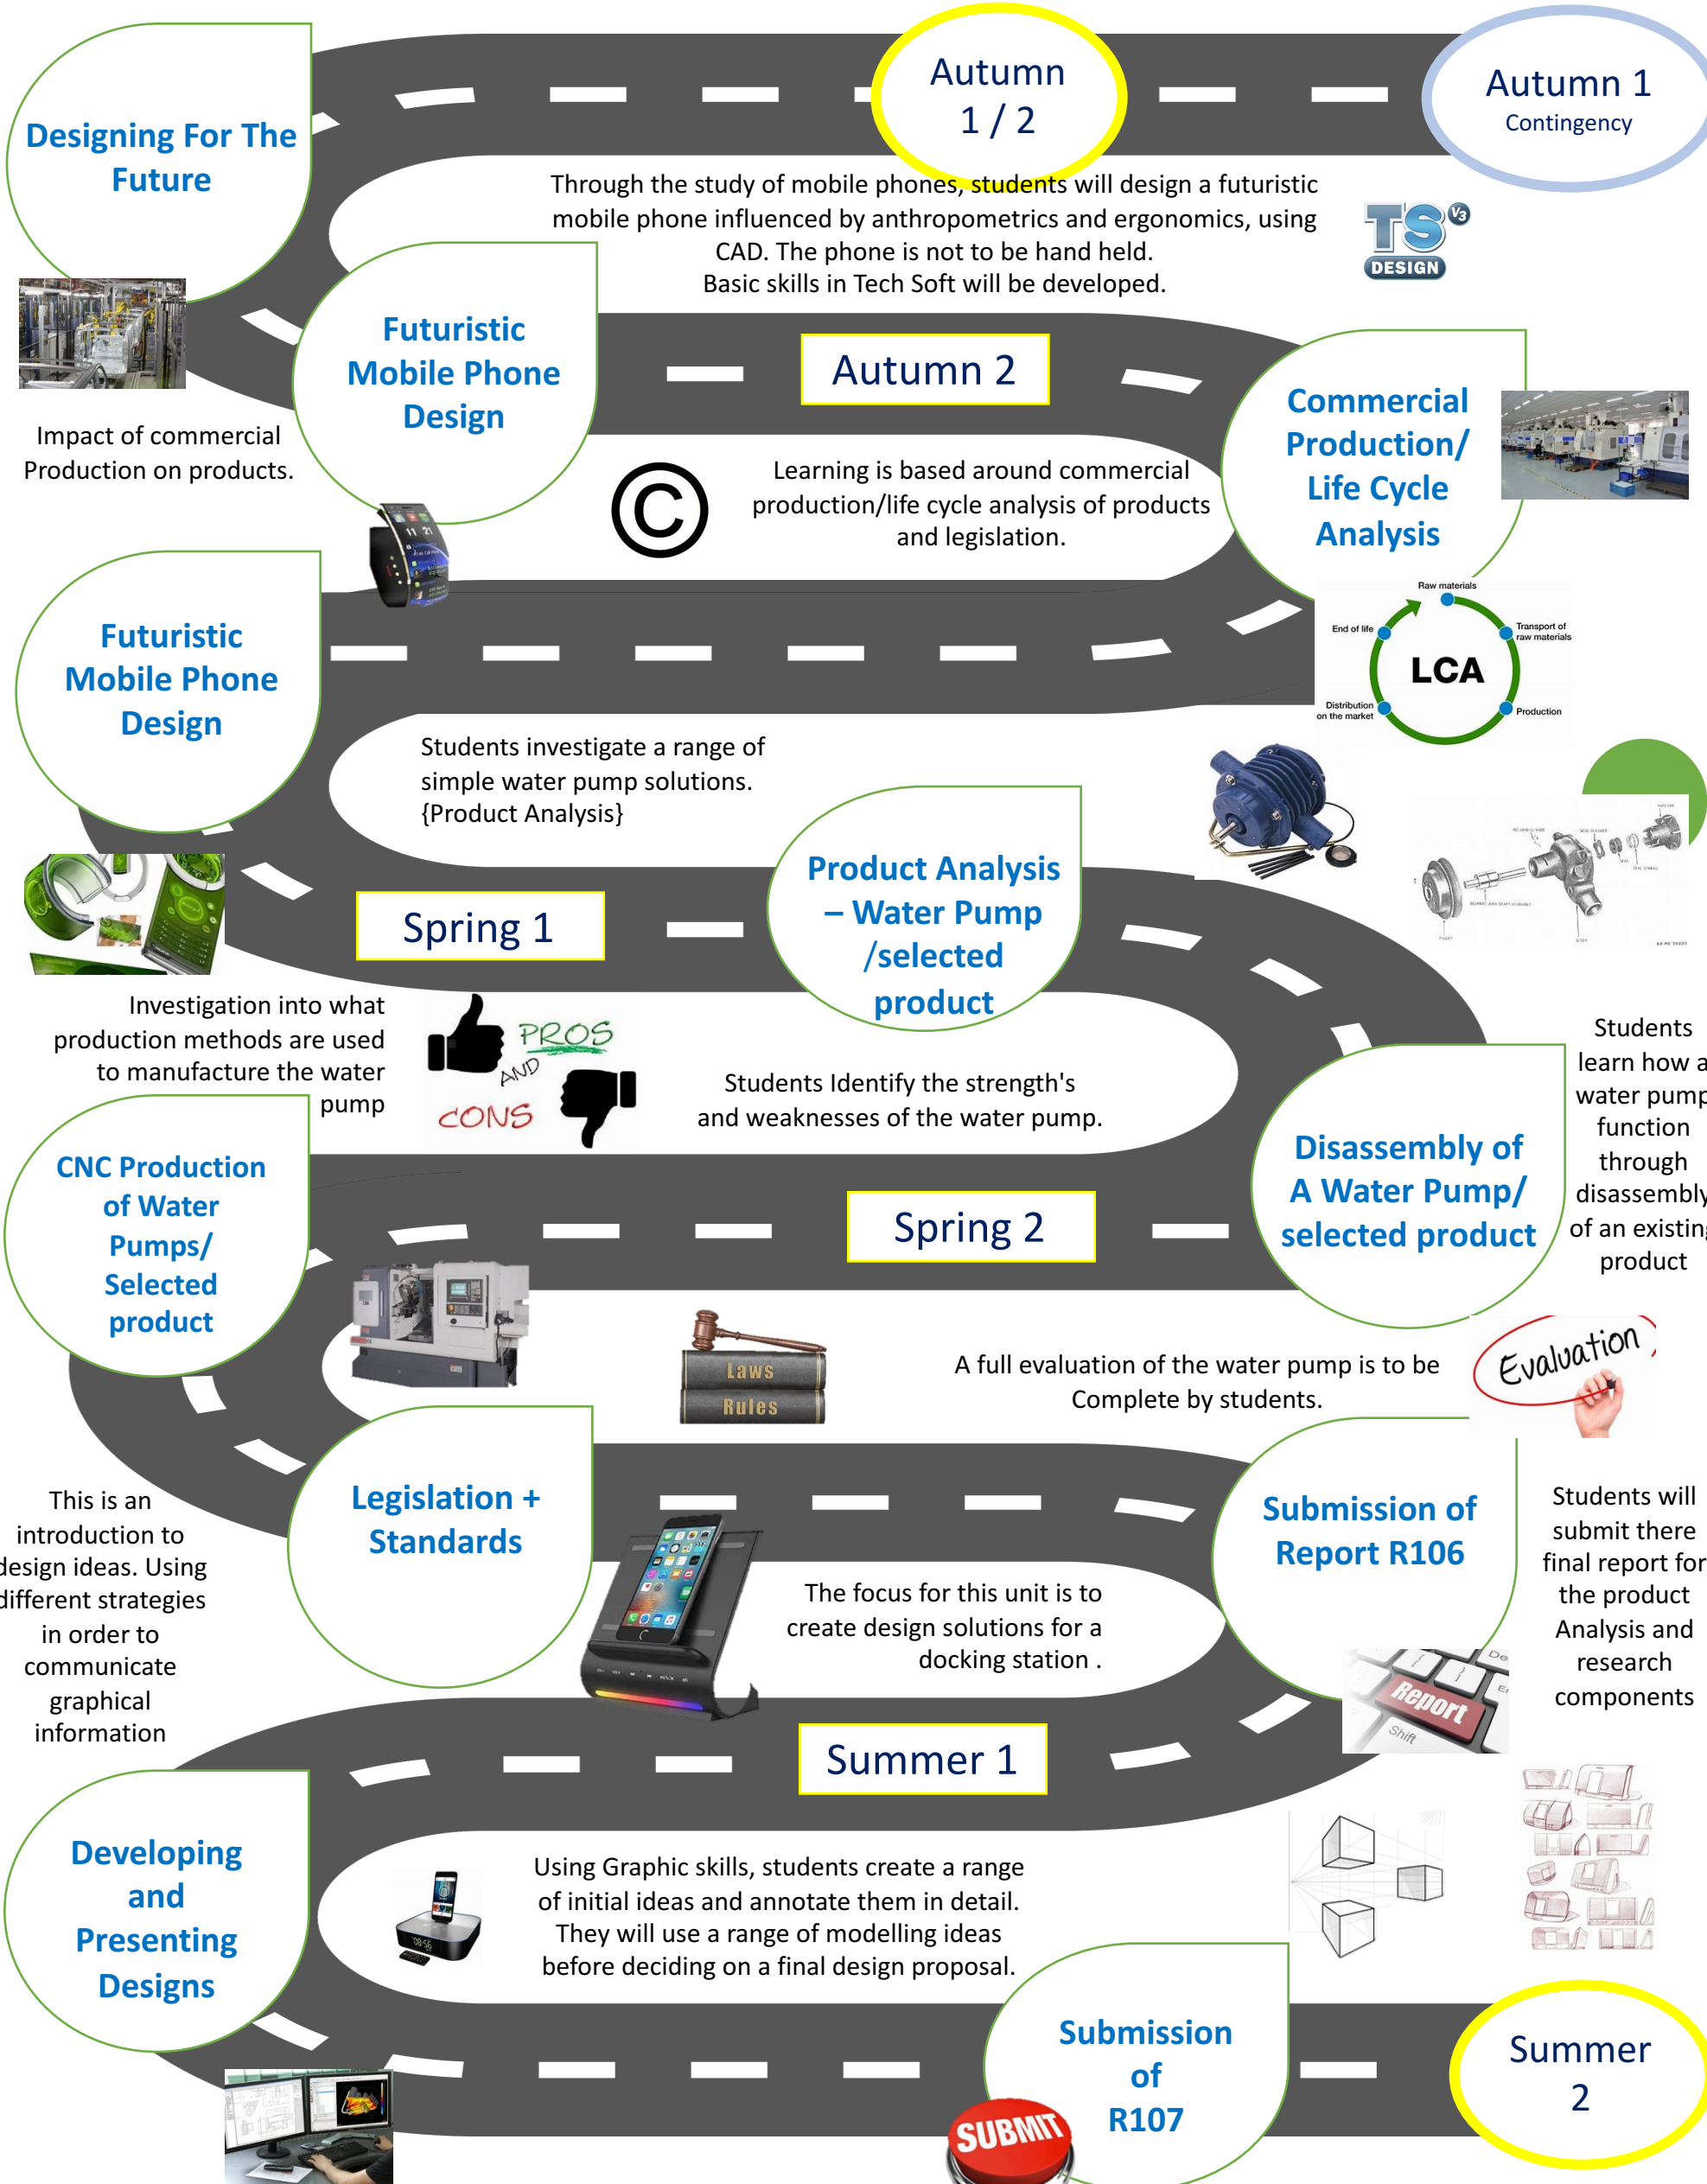 Autumn
1 / 2
Autumn 1
Contingency
Designing For The
Future
Through the study of mobile phones, students will design a futuristic
mobile phone influenced by anthropometrics and ergonomics, using
CAD. The phone is not to be hand held.
Basic skills in Tech Soft will be developed.
TS V3
DESIGN
Futuristic
Mobile Phone
Design
Autumn 2
Commercial
Production/
Life Cycle
Analysis
Impact of commercial
Production on products.
©
Learning is based around commercial
production/life cycle analysis of products
and legislation.
11 21
Raw materials
End of life
Transport of
raw materials
LCA
Distribution
on the market
Production
Futuristic
Mobile Phone
Design
Students investigate a range of
simple water pump solutions.
{Product Analysis}
Product Analysis
– Water Pump
/selected
product
Spring 1
BEARING AND SHAFT ASSEMBLY
PULLEY
BODY
Investigation into what
production methods are used
to manufacture the water
pump
PROS
AND
CONS
Students Identify the strength's
and weaknesses of the water pump.
Students
learn how a
water pump
function
through
disassembly
of an existing
product
Disassembly of
A Water Pump/
selected product
CNC Production
of Water
Pumps/
Selected
product
Spring 2
Laws
Rules
A full evaluation of the water pump is to be
Complete by students.
Evaluation
Legislation +
Standards
Submission of
Report R106
Students will
submit there
final report for
the product
Analysis and
research
components
This is an
introduction to
design ideas. Using
different strategies
in order to
communicate
graphical
information
The focus for this unit is to
create design solutions for a
docking station .
Report
Shift
Summer 1
Developing
and
Presenting
Designs
08:56
Using Graphic skills, students create a range
of initial ideas and annotate them in detail.
They will use a range of modelling ideas
before deciding on a final design proposal.
Submission
of
R107
SUBMIT
Summer
2